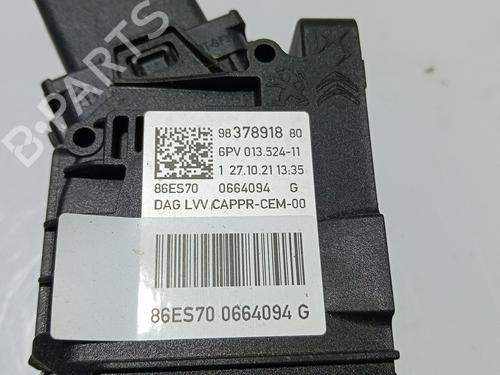 98 378918 80
6PV 013.524-11
1 27.10.21 13:35
86ES70 0664094 G
DAG LVV CAPPR-CEM-00
86ES70 0664094 G
B-PARTS